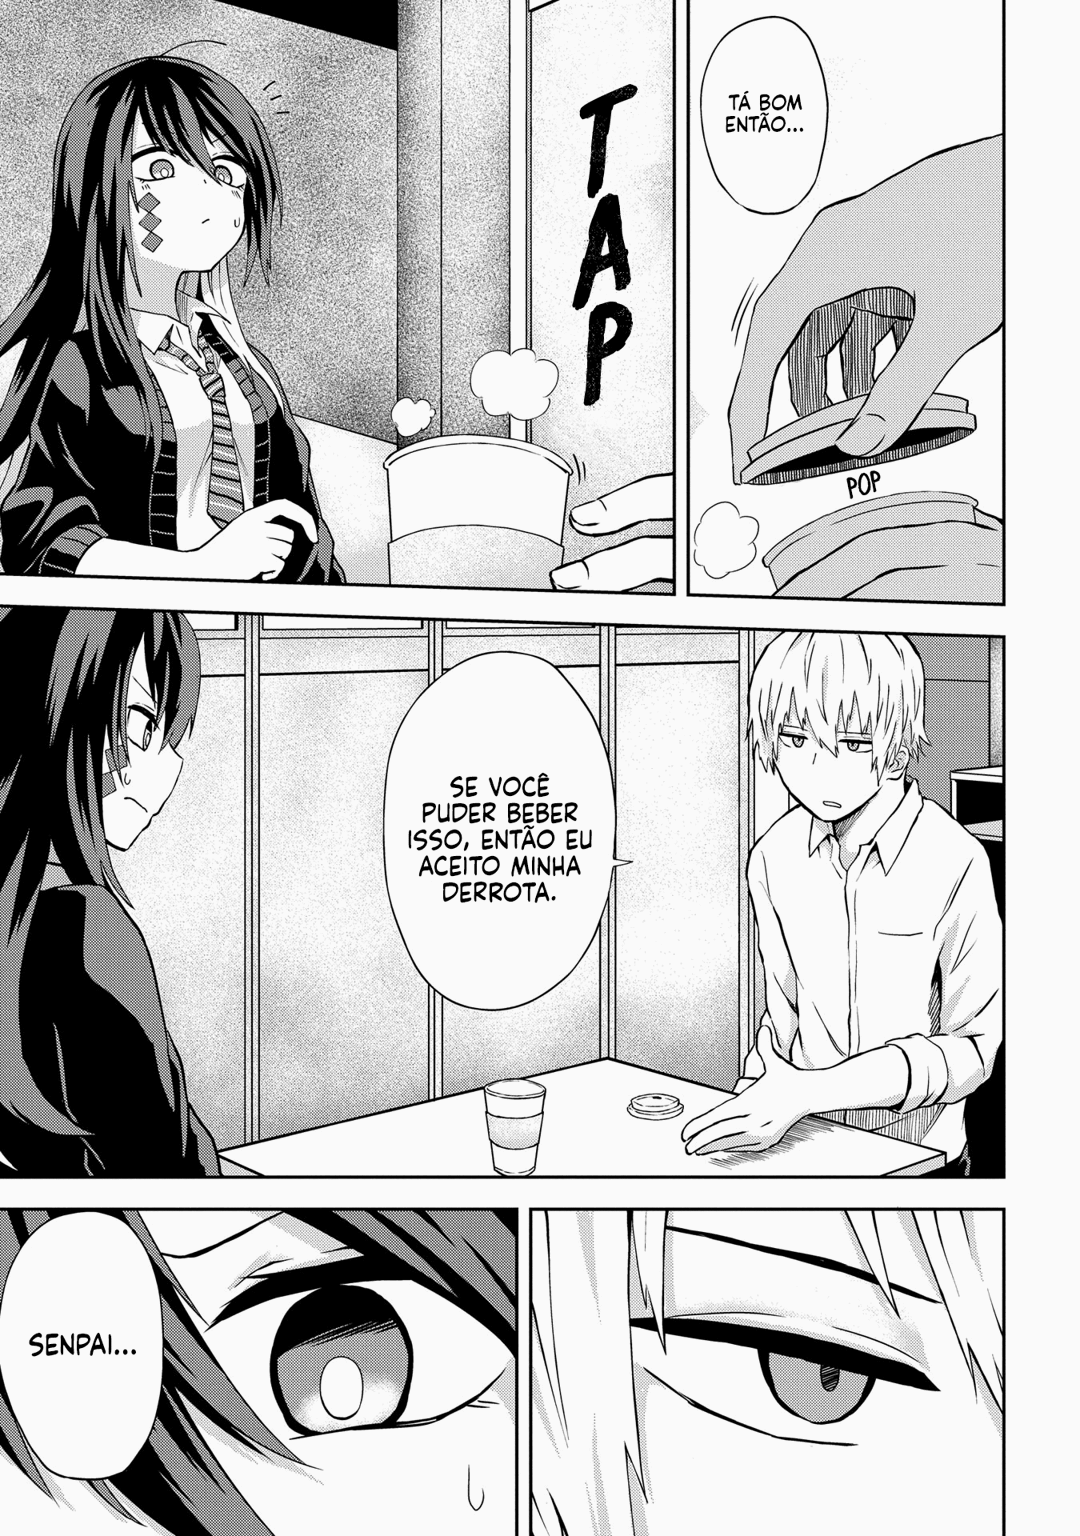 TÁ BOM
ENTÃO...
POP
TAP
SE VOCÊ
PUDER BEBER
ISSO, ENTÃO EU
ACEITO MINHA
DERROTA.
SENPAI...